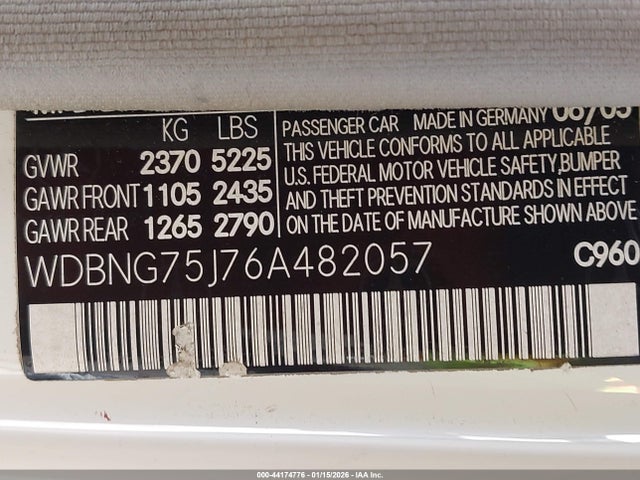 KG LBS PASSENGER CAR MADE IN GERMANY 08/05
GVWR 2370 5225
GAWR FRONT 1105 2435
GAWR REAR 1265 2790
THIS VEHICLE CONFORMS TO ALL APPLICABLE
U.S. FEDERAL MOTOR VEHICLE SAFETY, BUMPER
AND THEFT PREVENTION STANDARDS IN EFFECT
ON THE DATE OF MANUFACTURE SHOWN ABOVE
WDBNG75J76A482057 C960
000-44174776 - 01/15/2026 - IAA Inc.